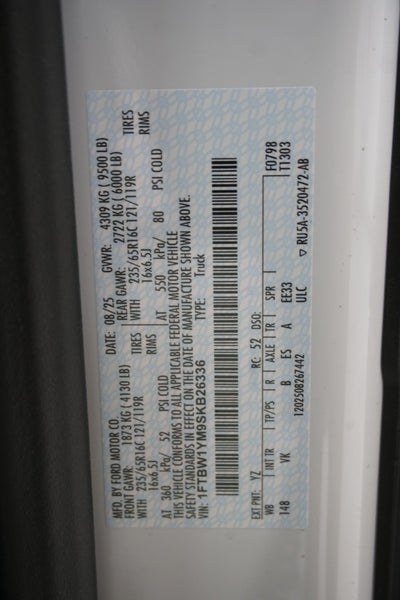 MFD. BY FORD MOTOR CO.
08/25 GVWR: 4309 KG ( 9500 LB)
FRONT GAWR: 1873 KG ( 4130 LB) REAR GAWR: 2722 KG ( 6000 LB)
WITH 235/65R16C 121/119R TIRES WITH 235/65R16C 121/119R TIRES
16x6.5J RIMS 16x6.5J RIMS
AT 360 kPa/ 52 PSI COLD AT 550 kPa/ 80 PSI COLD
THIS VEHICLE CONFORMS TO ALL APPLICABLE FEDERAL MOTOR VEHICLE
SAFETY STANDARDS IN EFFECT ON THE DATE OF MANUFACTURE SHOWN ABOVE.
VIN: 1FTBW1YM9SKB26336 TYPE: Truck
F0798
T1303
EXT PNT: YZ RC: 52 DSO:
WB INT TR TP/PS R AXLE TR SPR
148 VK B ES A EE33
ULC
1202508267442
▽ RU5A-3520472-AB